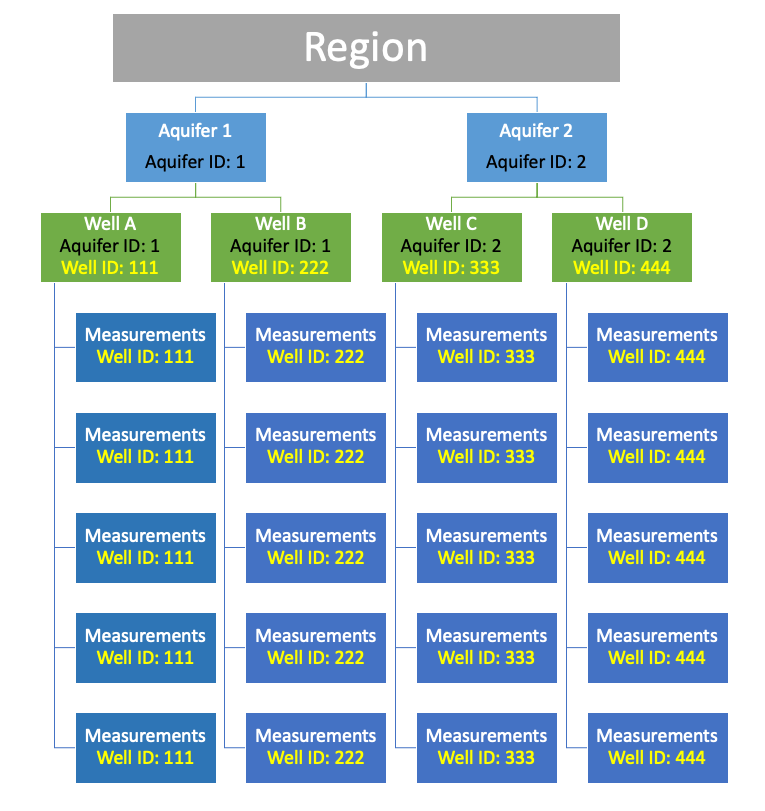 Region
Aquifer 1
Aquifer ID: 1
Aquifer 2
Aquifer ID: 2
Well A
Aquifer ID: 1
Well ID: 111
Well B
Aquifer ID: 1
Well ID: 222
Well C
Aquifer ID: 2
Well ID: 333
Well D
Aquifer ID: 2
Well ID: 444
Measurements
Well ID: 111
Measurements
Well ID: 222
Measurements
Well ID: 333
Measurements
Well ID: 444
Measurements
Well ID: 111
Measurements
Well ID: 222
Measurements
Well ID: 333
Measurements
Well ID: 444
Measurements
Well ID: 111
Measurements
Well ID: 222
Measurements
Well ID: 333
Measurements
Well ID: 444
Measurements
Well ID: 111
Measurements
Well ID: 222
Measurements
Well ID: 333
Measurements
Well ID: 444
Measurements
Well ID: 111
Measurements
Well ID: 222
Measurements
Well ID: 333
Measurements
Well ID: 444